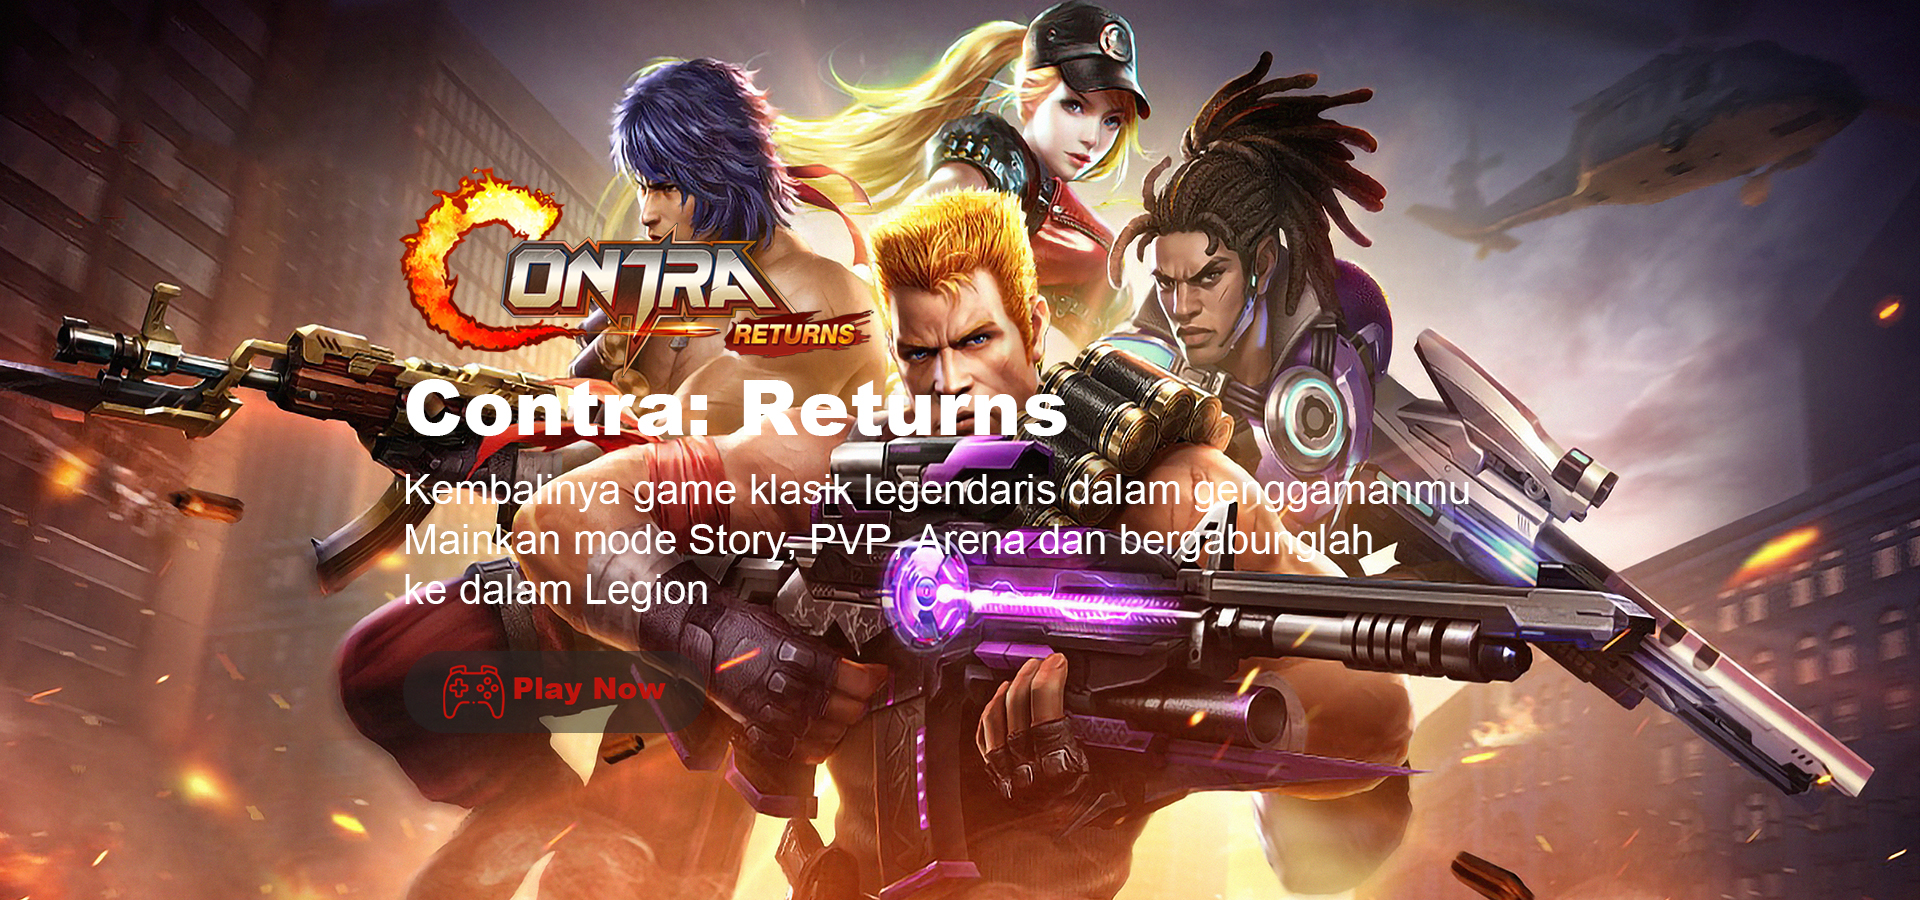 CONTRA
RETURNS
Contra: Returns
Kembalinya game klasik legendaris dalam genggamanmu
Mainkan mode Story, PVP, Arena dan bergabunglah
ke dalam Legion
Play Now